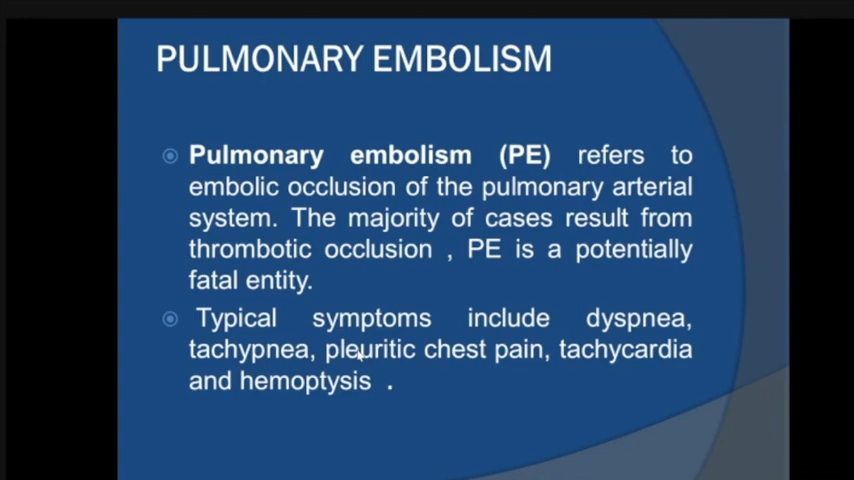 PULMONARY EMBOLISM
Pulmonary embolism (PE) refers to
embolic occlusion of the pulmonary arterial
system. The majority of cases result from
thrombotic occlusion , PE is a potentially
fatal entity.
Typical symptoms include dyspnea,
tachypnea, pleuritic chest pain, tachycardia
and hemoptysis .